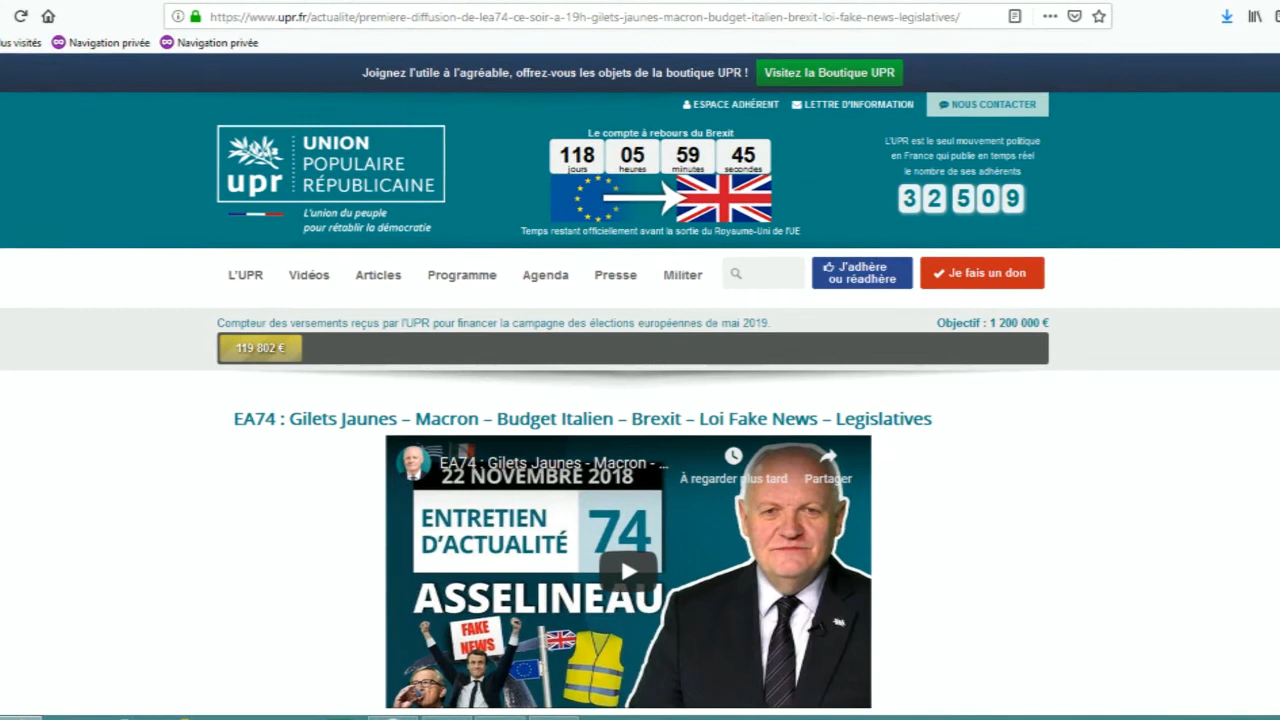 https://www.upr.fr/actualite/premiere-diffusion-de-lea74-ce-soir-a-19h-gilets-jaunes-macron-budget-italien-brexit-loi-fake-news-legislatives/
lus visités Navigation privée Navigation privée
Joignez l'utile à l'agréable, offrez-vous les objets de la boutique UPR ! Visitez la Boutique UPR
ESPACE ADHÉRENT LETTRE D'INFORMATION NOUS CONTACTER
upr UNION
POPULAIRE
RÉPUBLICAINE
L'union du peuple
pour rétablir la démocratie
Le compte à rebours du Brexit
118 05 59 45
jours heures minutes secondes
Temps restant officiellement avant la sortie du Royaume-Uni de l'UE
L'UPR est le seul mouvement politique
en France qui publie en temps réel
le nombre de ses adhérents
32 509
L'UPR Vidéos Articles Programme Agenda Presse Militer
J'adhère
ou réadhère
Je fais un don
Compteur des versements reçus par l'UPR pour financer la campagne des élections européennes de mai 2019. Objectif : 1 200 000 €
119 802 €
EA74 : Gilets Jaunes – Macron – Budget Italien – Brexit – Loi Fake News – Legislatives
EA74 : Gilets Jaunes - Macron - ...
À regarder plus tard Partager
22 NOVEMBRE 2018
ENTRETIEN
D'ACTUALITÉ 74
ASSELINEAU
FAKE
NEWS